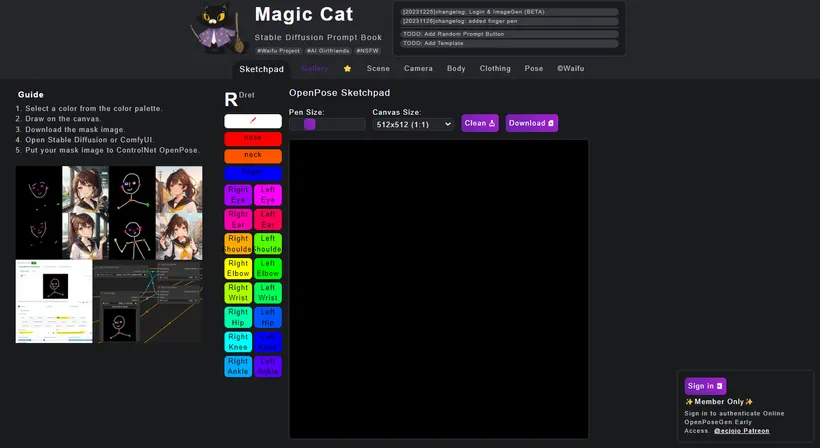 Magic Cat
Stable Diffusion Prompt Book
#Waifu Project #AI Girlfriends #NSFW
[20231225]changelog: Login & ImageGen (BETA)
[20231126]changelog: added finger pen
TODO: Add Random Prompt Button
TODO: Add Template
Sketchpad Gallery ⭐ Scene Camera Body Clothing Pose ©Waifu
Guide
1. Select a color from the color palette.
2. Draw on the canvas.
3. Download the mask image.
4. Open Stable Diffusion or ComfyUI.
5. Put your mask image to ControlNet OpenPose.
R Dret
nose
neck
finger
Right Eye
Left Eye
Right Ear
Left Ear
Right Shoulder
Left Shoulder
Right Elbow
Left Elbow
Right Wrist
Left Wrist
Right Hip
Left Hip
Right Knee
Left Knee
Right Ankle
Left Ankle
OpenPose Sketchpad
Pen Size:
Canvas Size:
512x512 (1:1)
Clean
Download
Sign in
✨Member Only✨
Sign in to authenticate Online
OpenPoseGen Early
Access. @eciojo Patreon